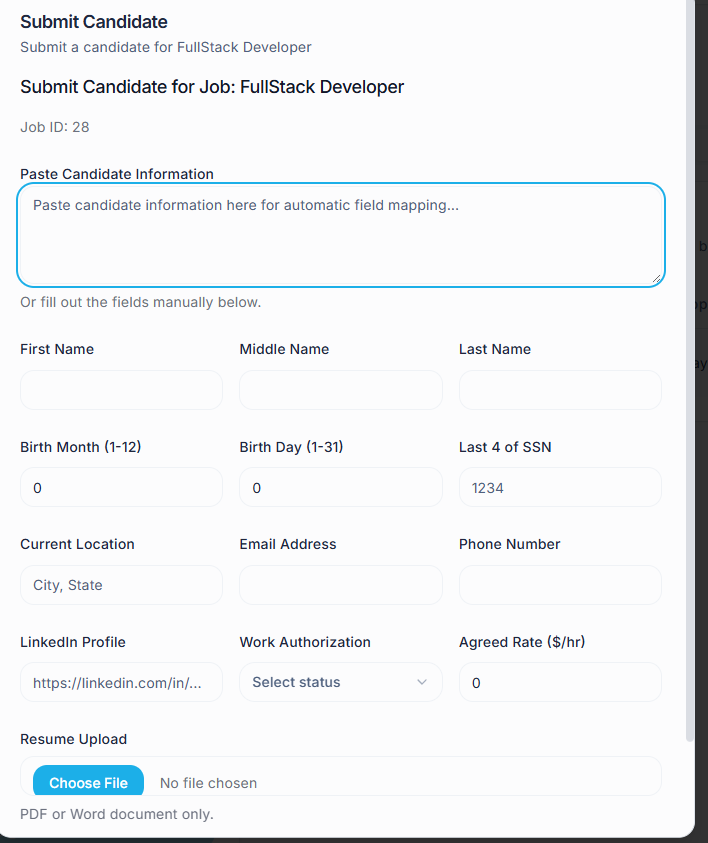 Submit Candidate
Submit a candidate for FullStack Developer
Submit Candidate for Job: FullStack Developer
Job ID: 28
Paste Candidate Information
Paste candidate information here for automatic field mapping...
Or fill out the fields manually below.
First Name Middle Name Last Name
Birth Month (1-12) Birth Day (1-31) Last 4 of SSN
0 0 1234
Current Location Email Address Phone Number
City, State
LinkedIn Profile Work Authorization Agreed Rate ($/hr)
https://linkedin.com/in/... Select status 0
Resume Upload
Choose File No file chosen
PDF or Word document only.